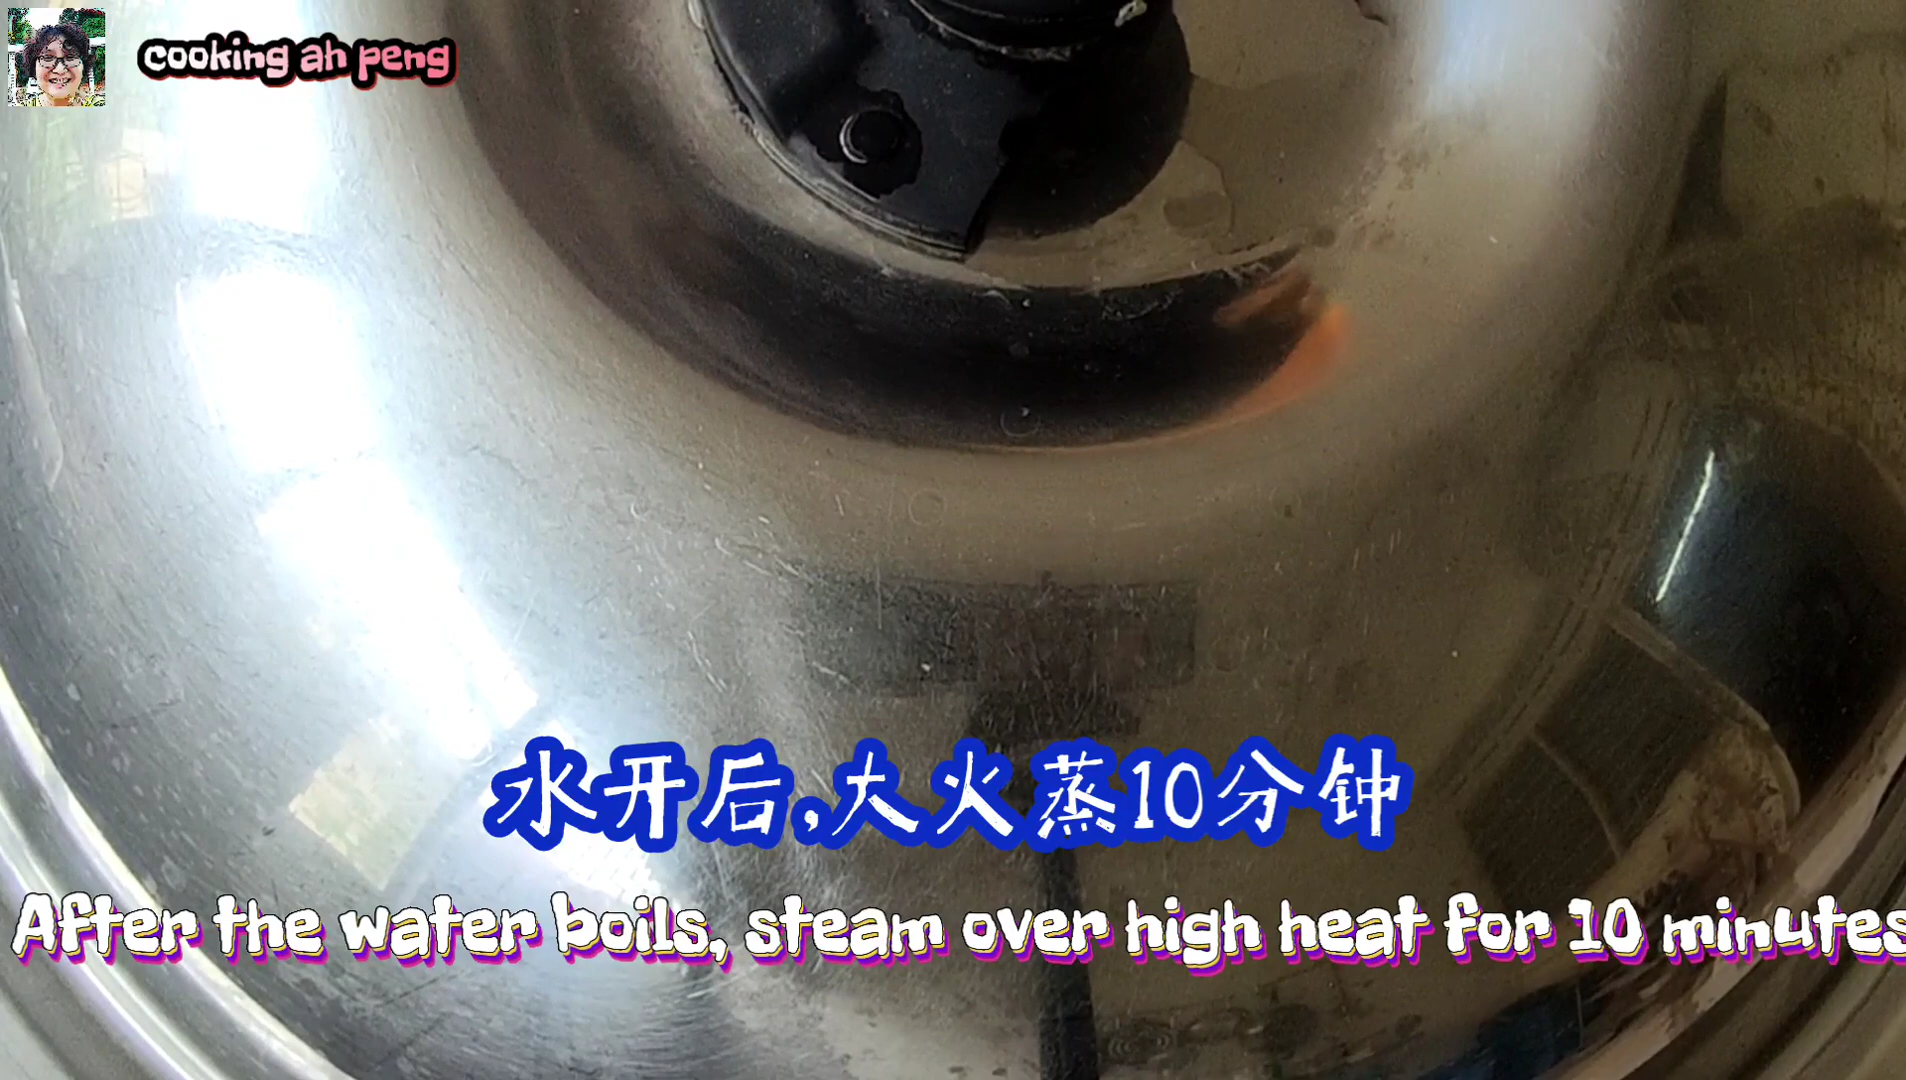 cooking ah peng
水开后,大火蒸10分钟
After the water boils, steam over high heat for 10 minutes